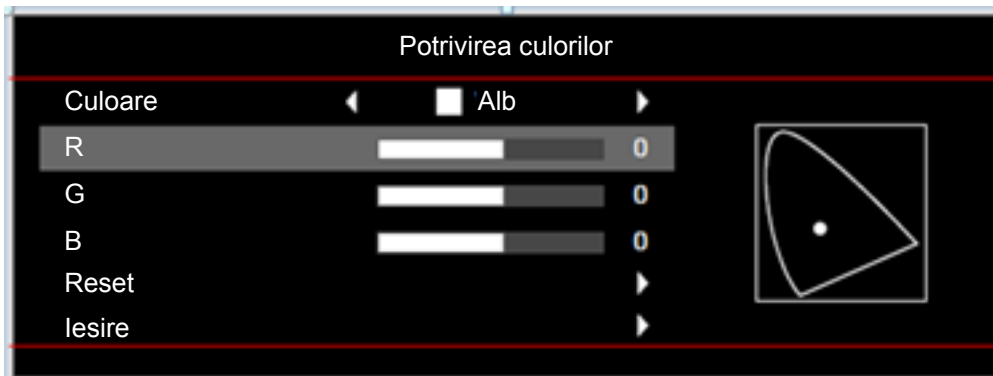 Potrivirea culorilor
Culoare Alb
R 0
G 0
B 0
Reset
Iesire